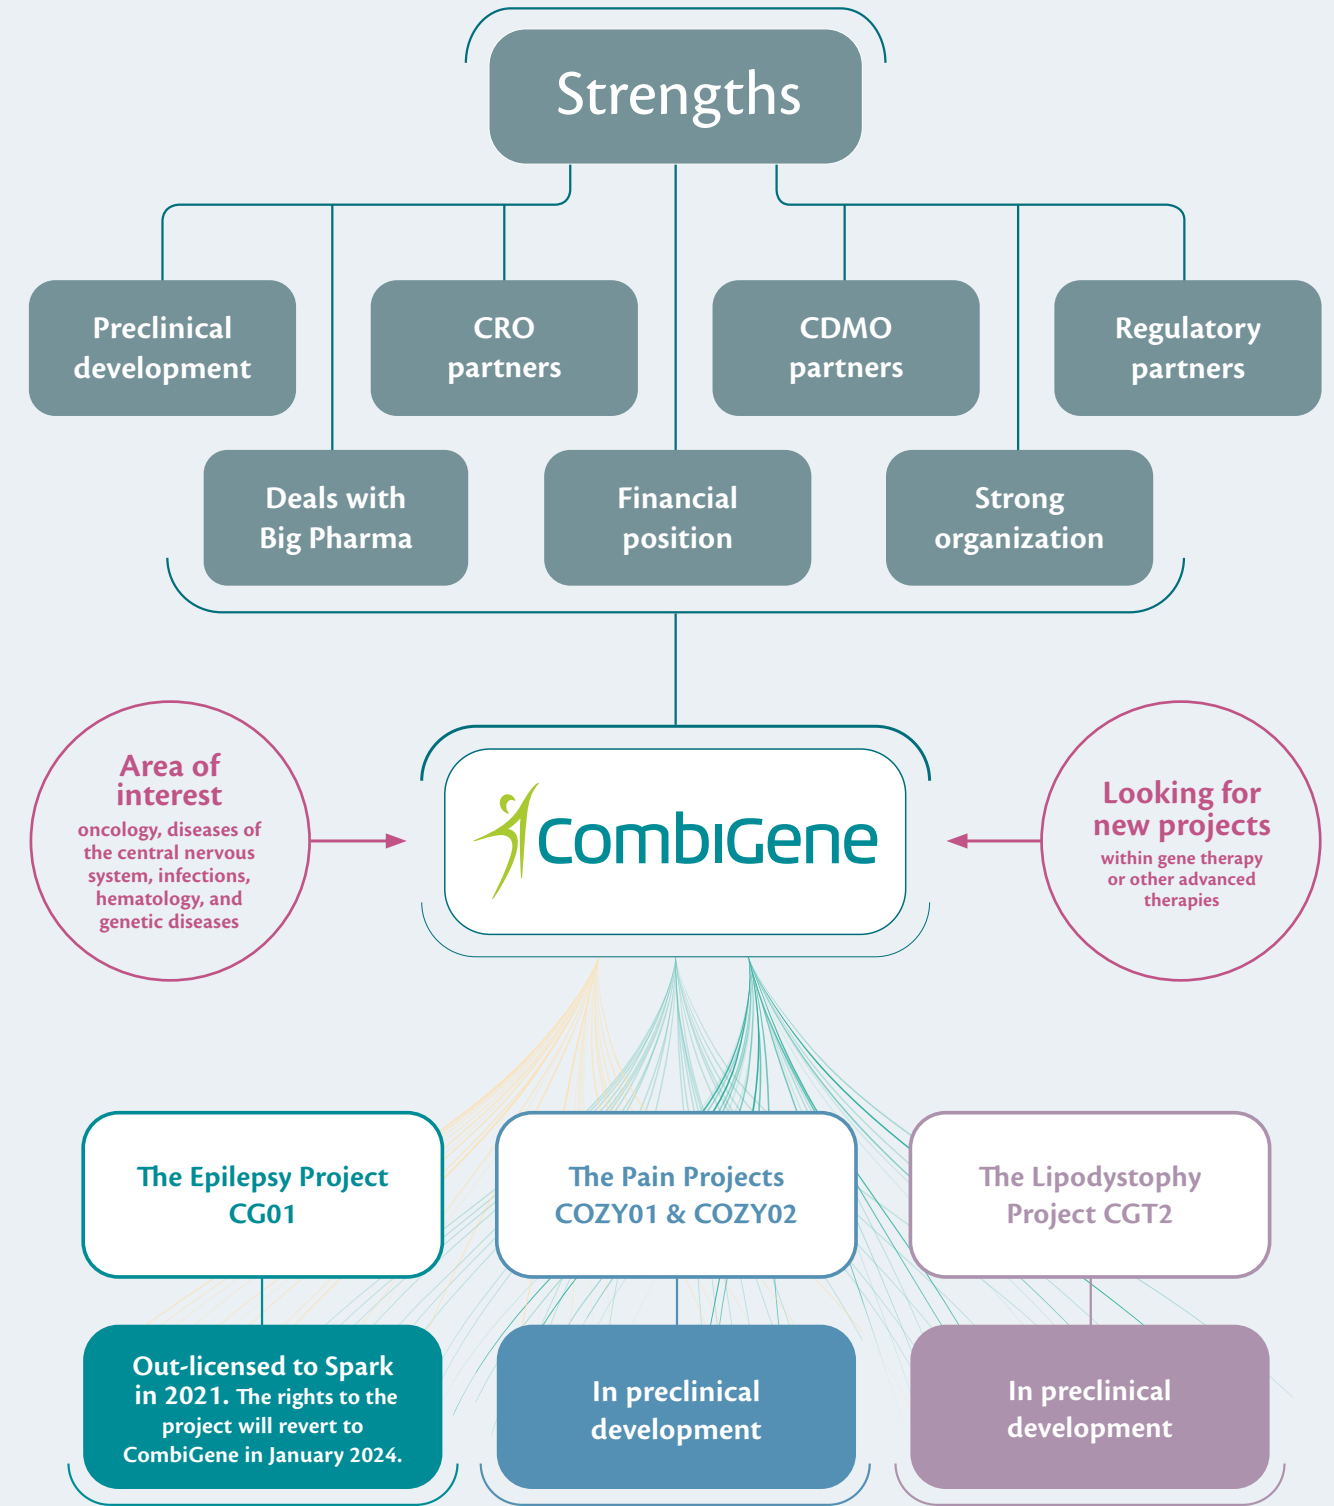 Strengths
Preclinical
development
CRO
partners
CDMO
partners
Regulatory
partners
Deals with
Big Pharma
Financial
position
Strong
organization
Area of
interest
oncology, diseases of
the central nervous
system, infections,
hematology, and
genetic diseases
CombiGene
Looking for
new projects
within gene therapy
or other advanced
therapies
The Epilepsy Project
CG01
The Pain Projects
COZY01 & COZY02
The Lipodystophy
Project CGT2
Out-licensed to Spark
in 2021. The rights to the
project will revert to
CombiGene in January 2024.
In preclinical
development
In preclinical
development